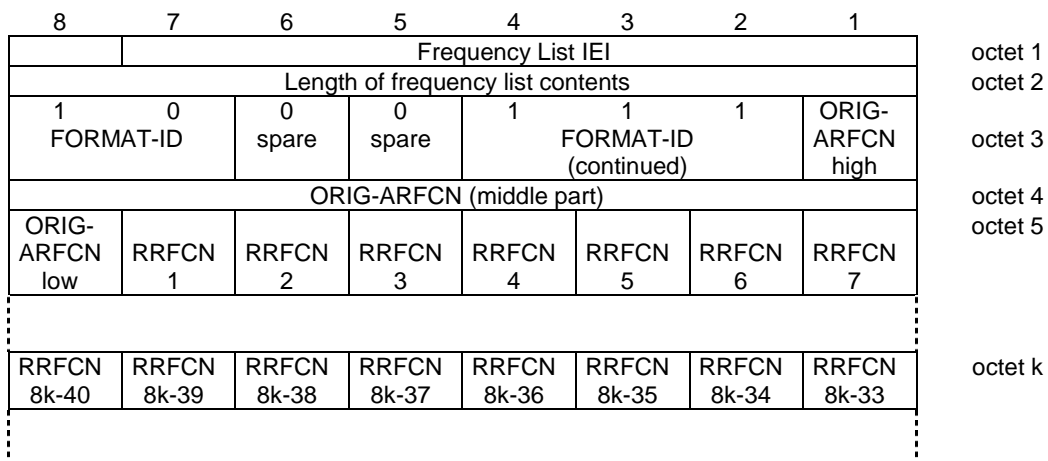 8 7 6 5 4 3 2 1
Frequency List IEI octet 1
Length of frequency list contents octet 2
1 0 0 0 1 1 1 ORIG-
FORMAT-ID spare spare FORMAT-ID ARFCN octet 3
(continued) high
ORIG-ARFCN (middle part) octet 4
ORIG- octet 5
ARFCN RRFCN RRFCN RRFCN RRFCN RRFCN RRFCN RRFCN
low 1 2 3 4 5 6 7
RRFCN RRFCN RRFCN RRFCN RRFCN RRFCN RRFCN RRFCN octet k
8k-40 8k-39 8k-38 8k-37 8k-36 8k-35 8k-34 8k-33